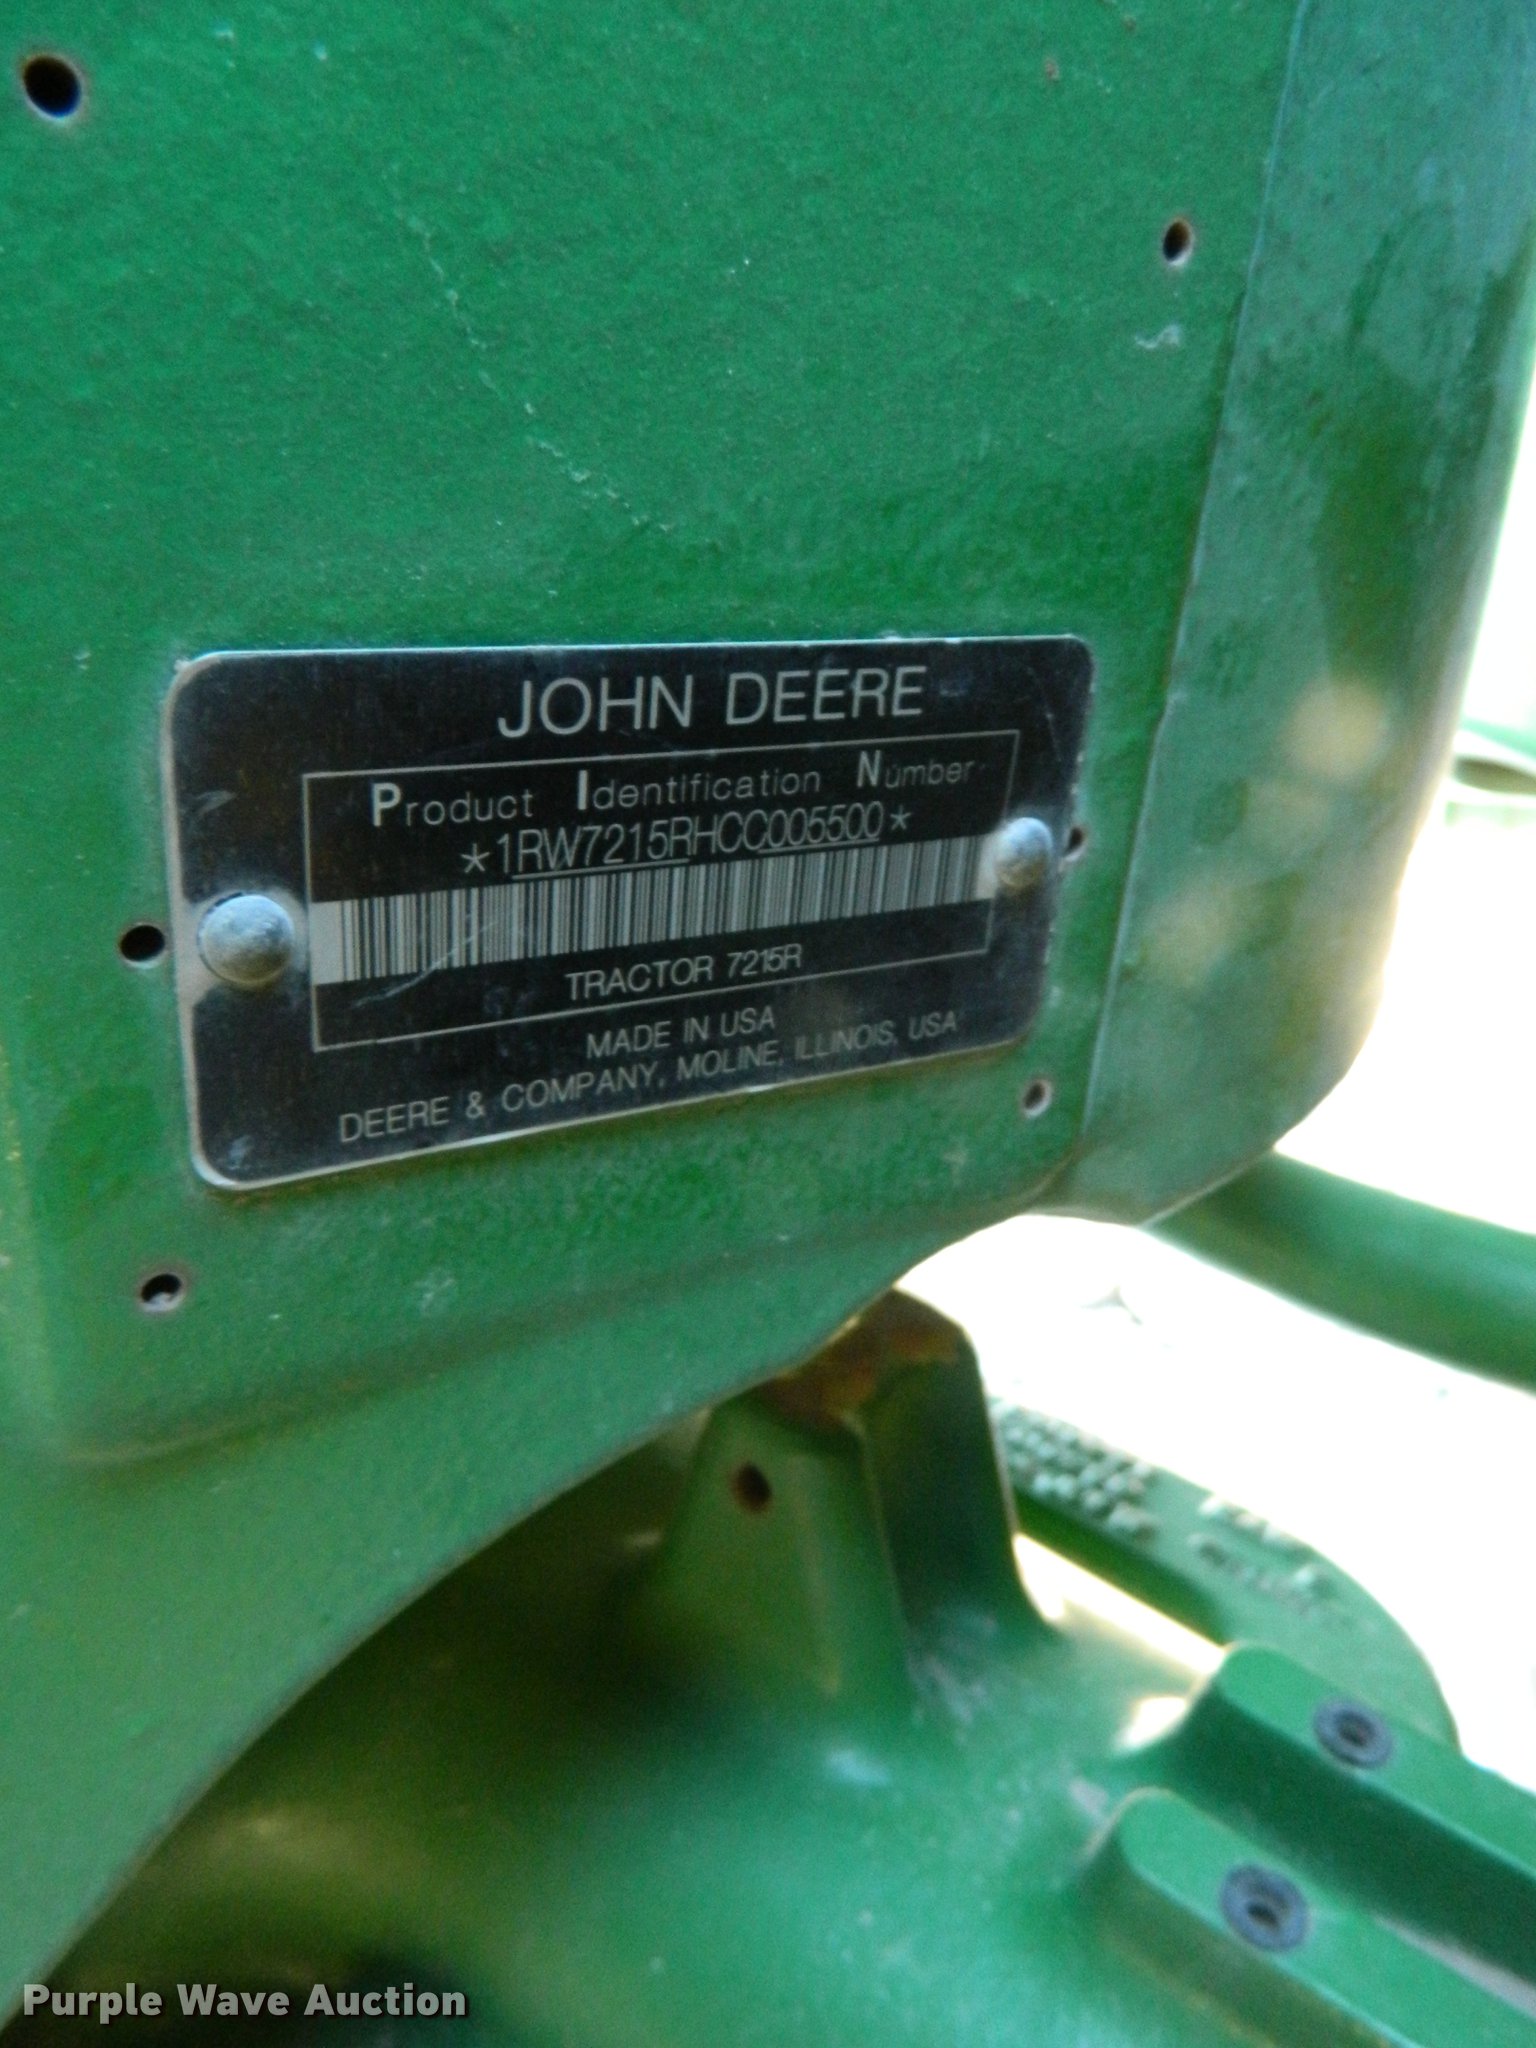 JOHN DEERE
Product Identification Number
*1RW7215RHCC005500*
TRACTOR 7215R
MADE IN USA
DEERE & COMPANY, MOLINE, ILLINOIS, USA
Purple Wave Auction